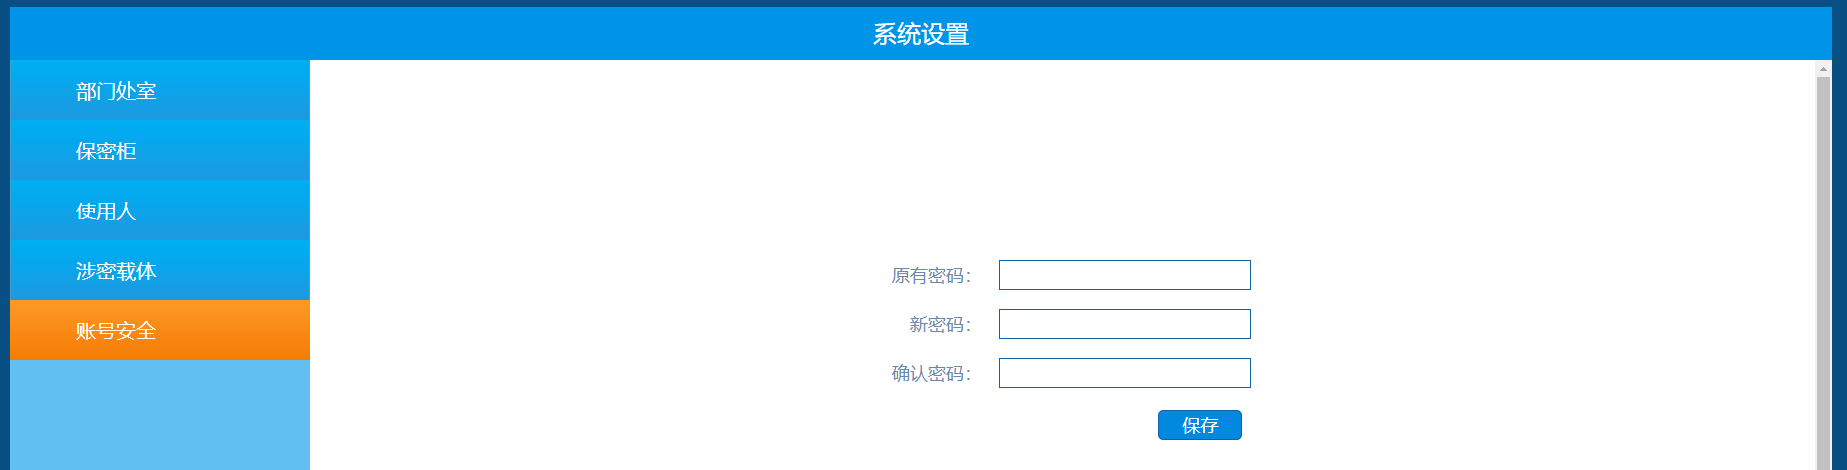 系统设置
部门处室
保密柜
使用人
涉密载体
账号安全
原有密码：
新密码：
确认密码：
保存